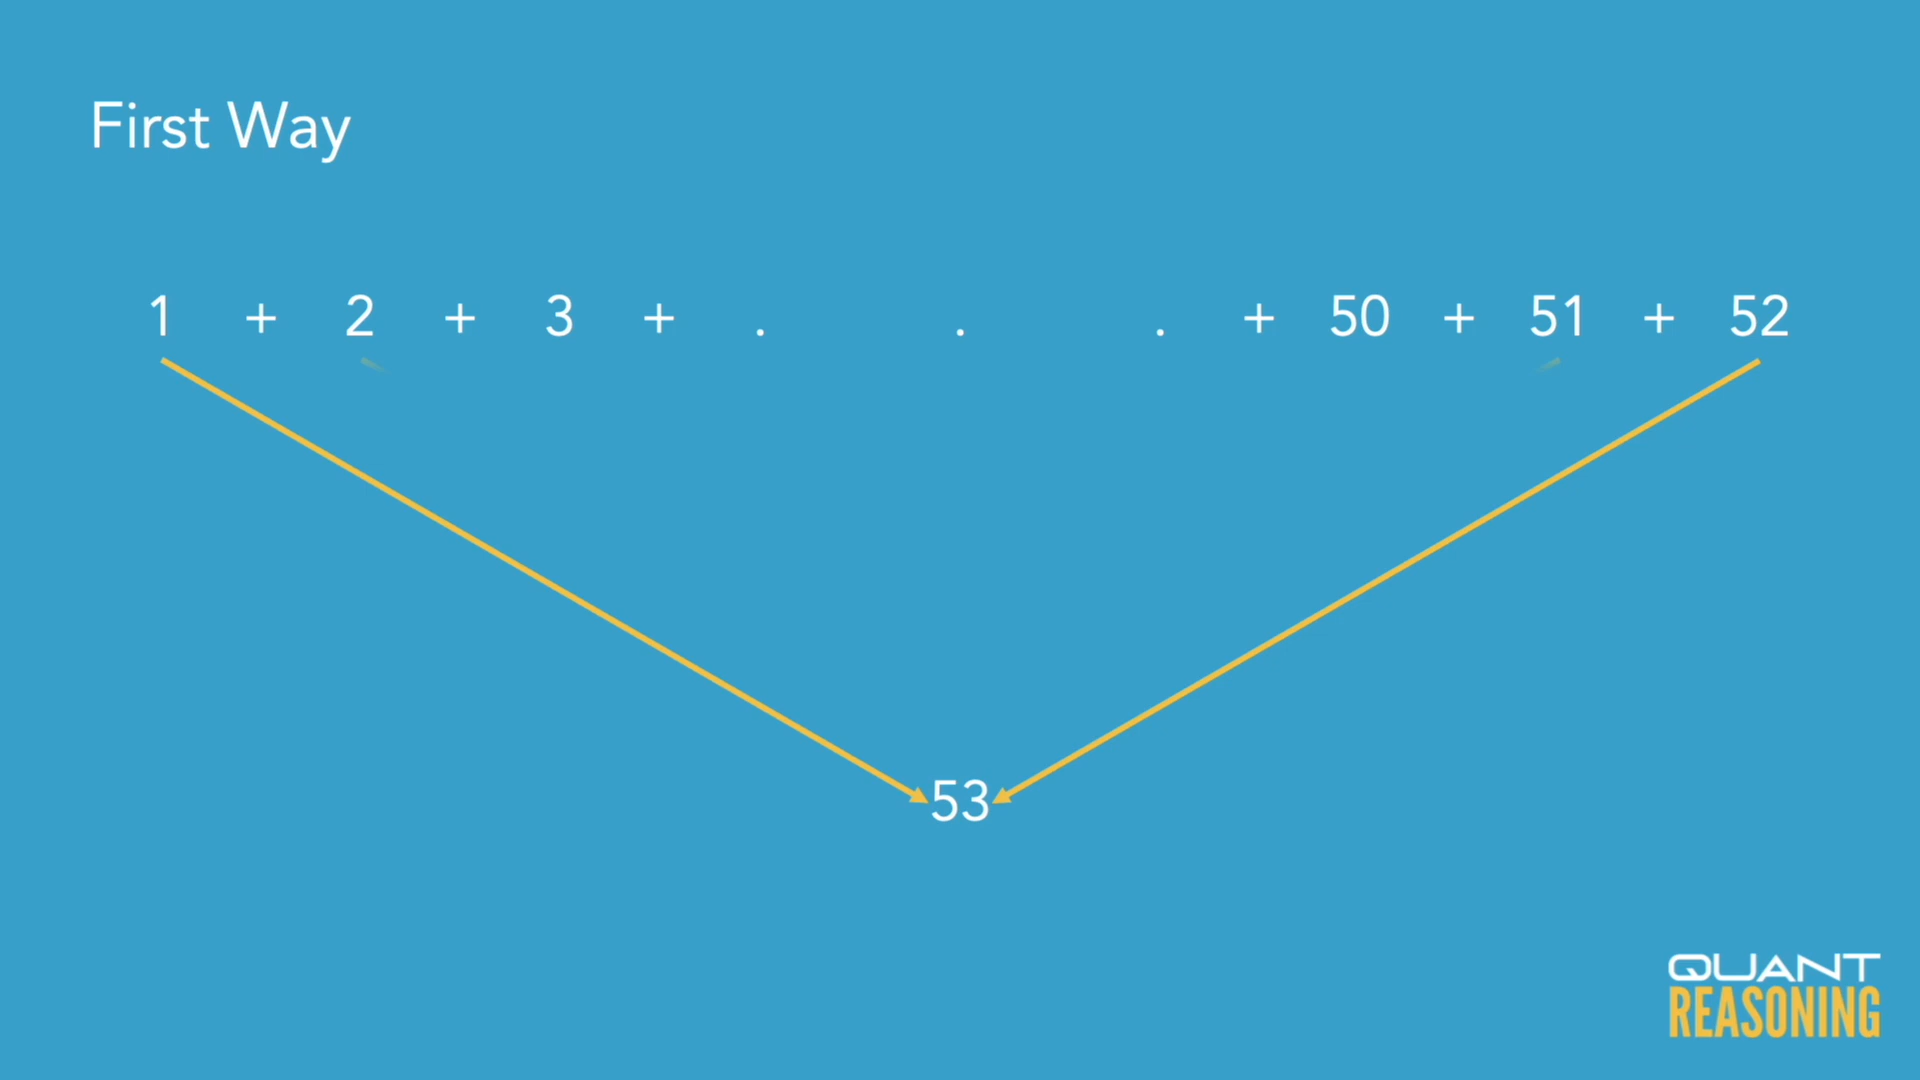 First Way
1 + 2 + 3 + . . . + 50 + 51 + 52
53
QUANT
REASONING